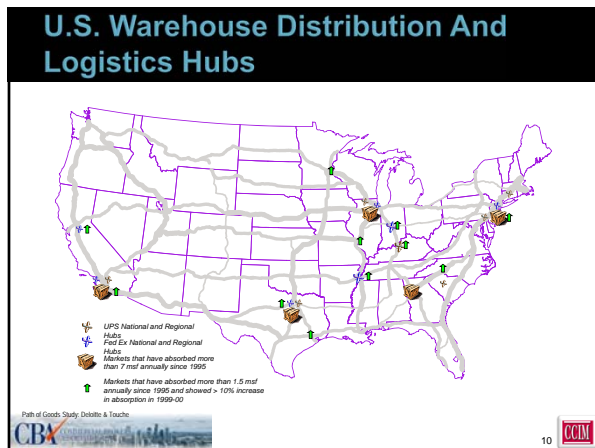 U.S. Warehouse Distribution And
Logistics Hubs
UPS National and Regional
Hubs
Fed Ex National and Regional
Hubs
Markets that have absorbed more
than 7 msf annually since 1995
Markets that have absorbed more than 1.5 msf
annually since 1995 and showed > 10% increase
in absorption in 1999-00
Path of Goods Study: Deloitte & Touche
CBA
10
CCIM